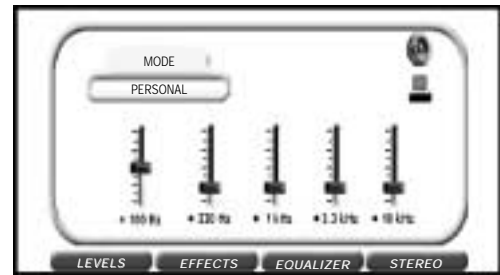 MODE
PERSONAL
100 Hz 330 Hz 1 kHz 3.3 kHz 10 kHz
LEVELS EFFECTS EQUALIZER STEREO